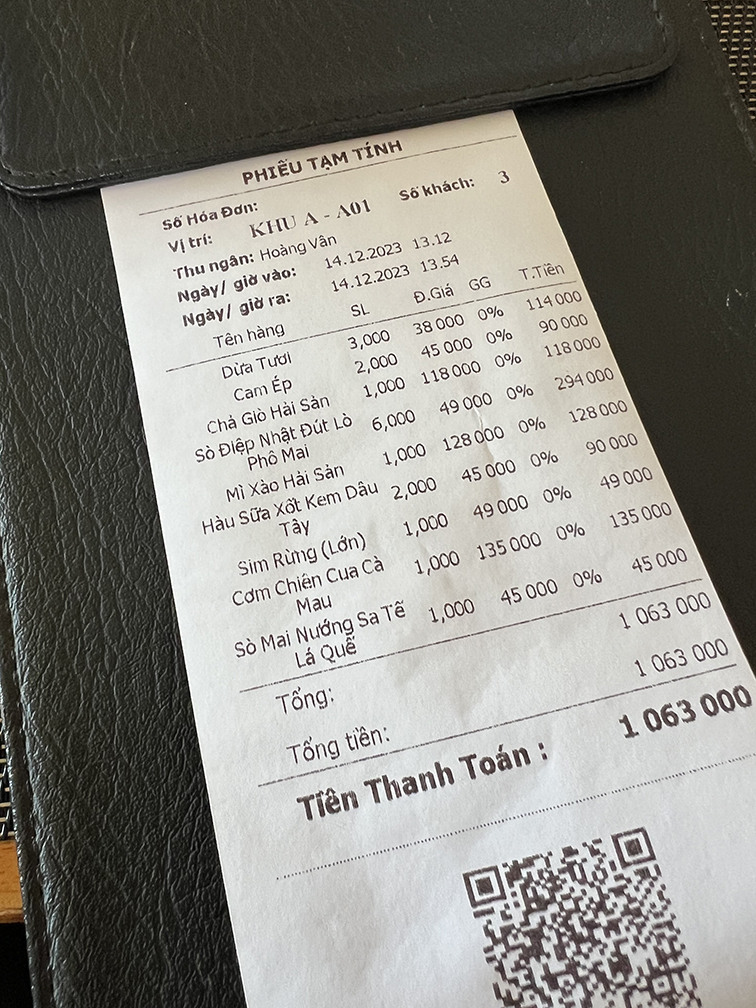 PHIẾU TẠM TÍNH
Số Hóa Đơn:
Vị trí: KHU A - A01 Số khách: 3
Thu ngân: Hoàng Vân
Ngày/ giờ vào: 14.12.2023 13.12
Ngày/ giờ ra: 14.12.2023 13.54
Tên hàng SL Đ.Giá GG T.Tiền
Dừa Tươi 3,000 38 000 0% 114 000
Cam Ép 2,000 45 000 0% 90 000
Chả Giò Hải Sản 1,000 118 000 0% 118 000
Sò Điệp Nhật Đút Lò 6,000 49 000 0% 294 000
Phô Mai
Mì Xào Hải Sản 1,000 128 000 0% 128 000
Hàu Sữa Xốt Kem Dâu 2,000 45 000 0% 90 000
Tây
Sim Rừng (Lớn) 1,000 49 000 0% 49 000
Cơm Chiên Cua Cà 1,000 135 000 0% 135 000
Mau
Sò Mai Nướng Sa Tế 1,000 45 000 0% 45 000
Lá Quế
Tổng: 1 063 000
Tổng tiền: 1 063 000
Tiền Thanh Toán : 1 063 000